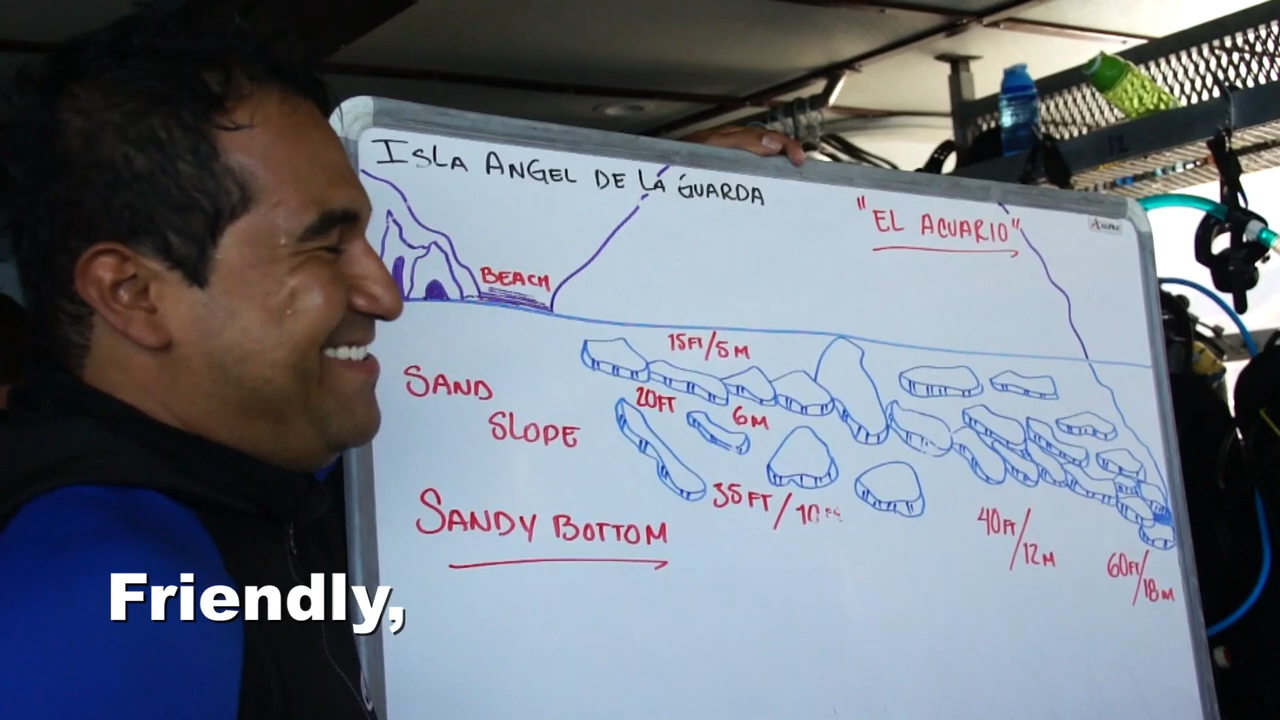 ISLA ANGEL DE LA GUARDA
"EL ACUARIO"
BEACH
15FT/5M
SAND
SLOPE
20FT
6M
35FT/10
SANDY BOTTOM
40FT/12M
60FT/18M
Friendly,